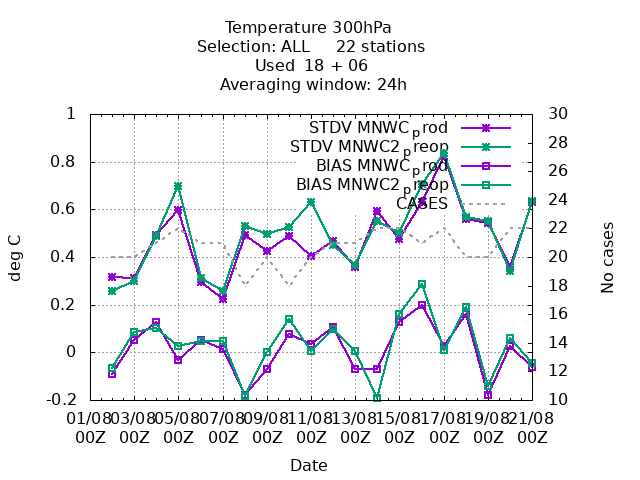 Temperature 300hPa
Selection: ALL     22 stations
Used  18 + 06
Averaging window: 24h
STDV MNWC_prod
STDV MNWC2_preop
BIAS MNWC_prod
BIAS MNWC2_preop
CASES
deg C
1
0.8
0.6
0.4
0.2
0
-0.2
No cases
30
28
26
24
22
20
18
16
14
12
10
01/08 03/08 05/08 07/08 09/08 11/08 13/08 15/08 17/08 19/08 21/08
00Z 00Z 00Z 00Z 00Z 00Z 00Z 00Z 00Z 00Z 00Z
Date